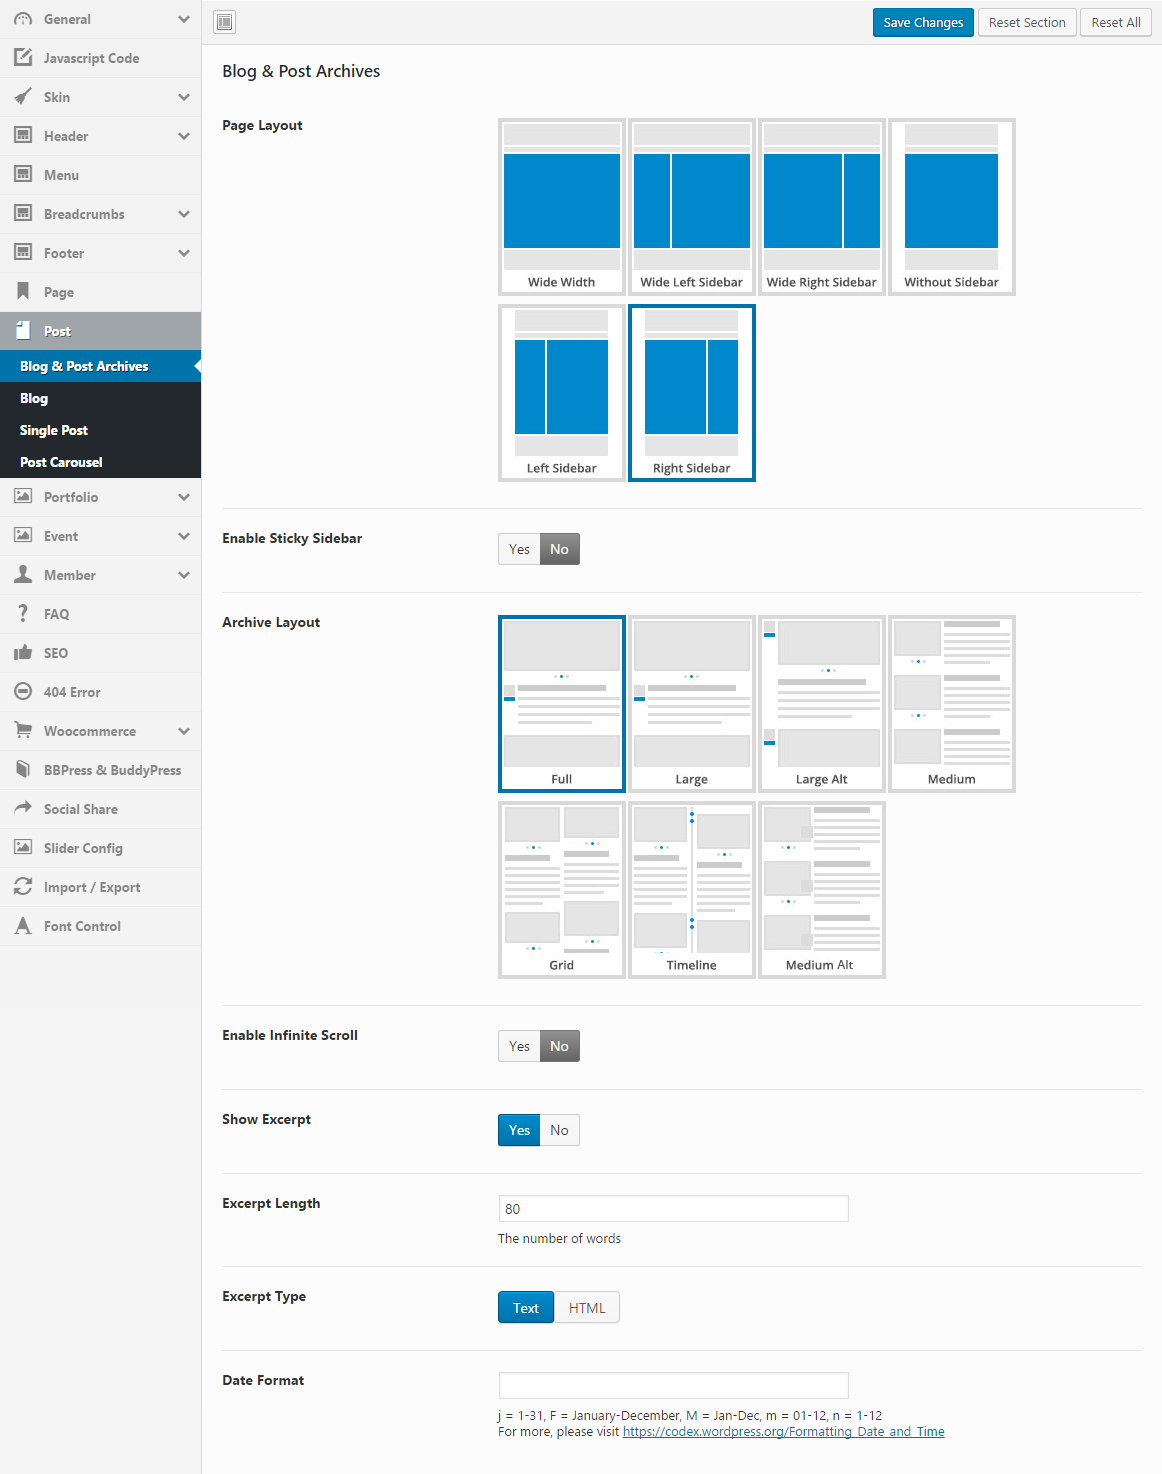 General
Javascript Code
Skin
Header
Menu
Breadcrumbs
Footer
Page
Post
Blog & Post Archives
Blog
Single Post
Post Carousel
Portfolio
Event
Member
FAQ
SEO
404 Error
Woocommerce
BBPress & BuddyPress
Social Share
Slider Config
Import / Export
Font Control
Save Changes Reset Section Reset All
Blog & Post Archives
Page Layout
Wide Width Wide Left Sidebar Wide Right Sidebar Without Sidebar
Left Sidebar Right Sidebar
Enable Sticky Sidebar
Yes No
Archive Layout
Full Large Large Alt Medium
Grid Timeline Medium Alt
Enable Infinite Scroll
Yes No
Show Excerpt
Yes No
Excerpt Length
80
The number of words
Excerpt Type
Text HTML
Date Format
j = 1-31, F = January-December, M = Jan-Dec, m = 01-12, n = 1-12
For more, please visit https://codex.wordpress.org/Formatting_Date_and_Time